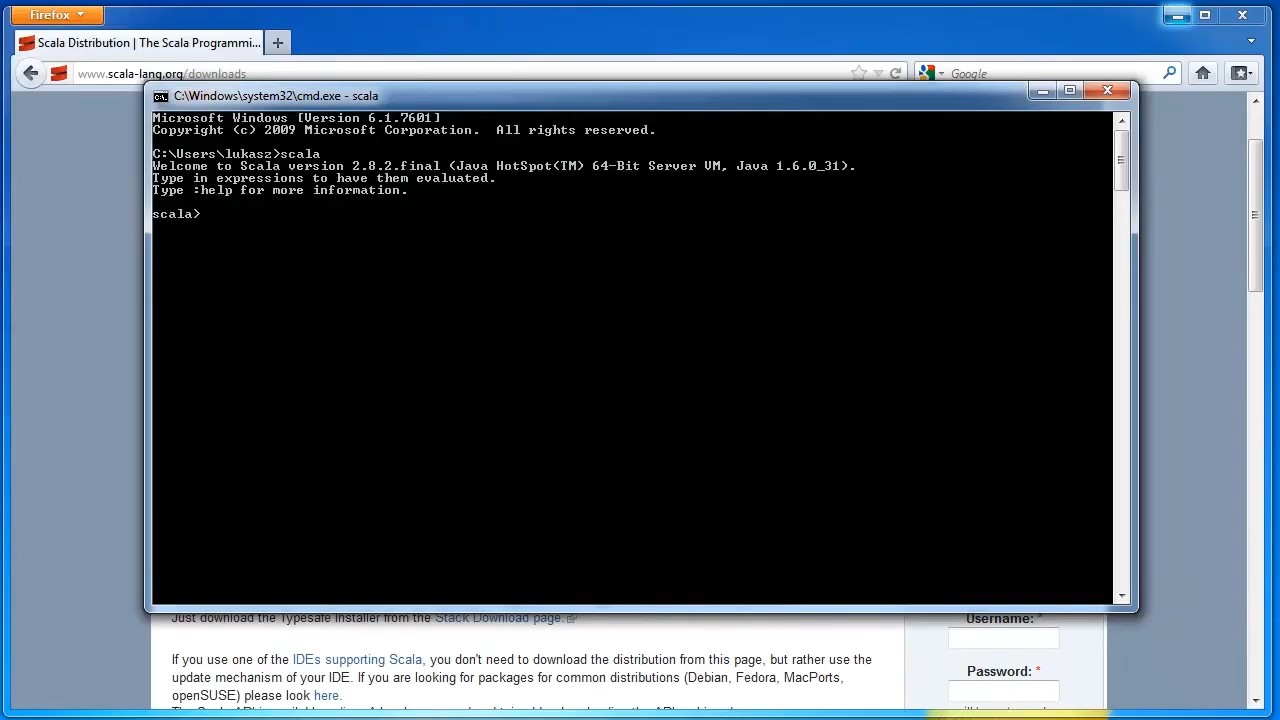 Firefox
Scala Distribution | The Scala Programmi...
www.scala-lang.org/downloads
Google
C:\Windows\system32\cmd.exe - scala
Microsoft Windows [Version 6.1.7601]
Copyright (c) 2009 Microsoft Corporation. All rights reserved.
C:\Users\lukasz>scala
Welcome to Scala version 2.8.2.final (Java HotSpot(TM) 64-Bit Server VM, Java 1.6.0_31).
Type in expressions to have them evaluated.
Type :help for more information.
scala>
Just download the Typesafe Installer from the Stack Download page.
Username: *
If you use one of the IDEs supporting Scala, you don't need to download the distribution from this page, but rather use the
update mechanism of your IDE. If you are looking for packages for common distributions (Debian, Fedora, MacPorts,
openSUSE) please look here.
Password: *